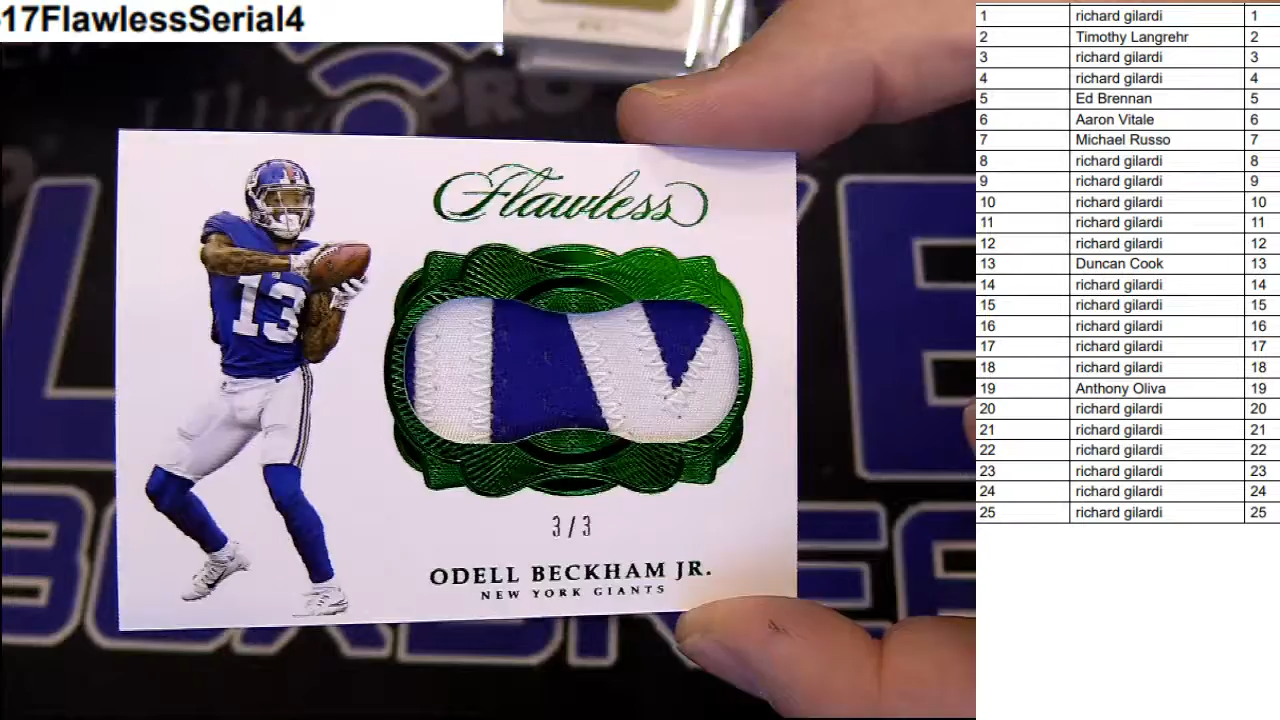 17FlawlessSerial4
Ultra PRO
Flawless
13
3/3
ODELL BECKHAM JR.
NEW YORK GIANTS
1 richard gilardi 1
2 Timothy Langrehr 2
3 richard gilardi 3
4 richard gilardi 4
5 Ed Brennan 5
6 Aaron Vitale 6
7 Michael Russo 7
8 richard gilardi 8
9 richard gilardi 9
10 richard gilardi 10
11 richard gilardi 11
12 richard gilardi 12
13 Duncan Cook 13
14 richard gilardi 14
15 richard gilardi 15
16 richard gilardi 16
17 richard gilardi 17
18 richard gilardi 18
19 Anthony Oliva 19
20 richard gilardi 20
21 richard gilardi 21
22 richard gilardi 22
23 richard gilardi 23
24 richard gilardi 24
25 richard gilardi 25